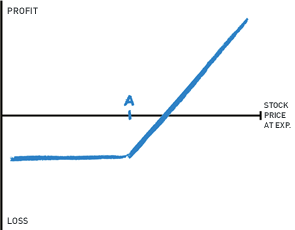 PROFIT
A
STOCK
PRICE
AT EXP.
LOSS